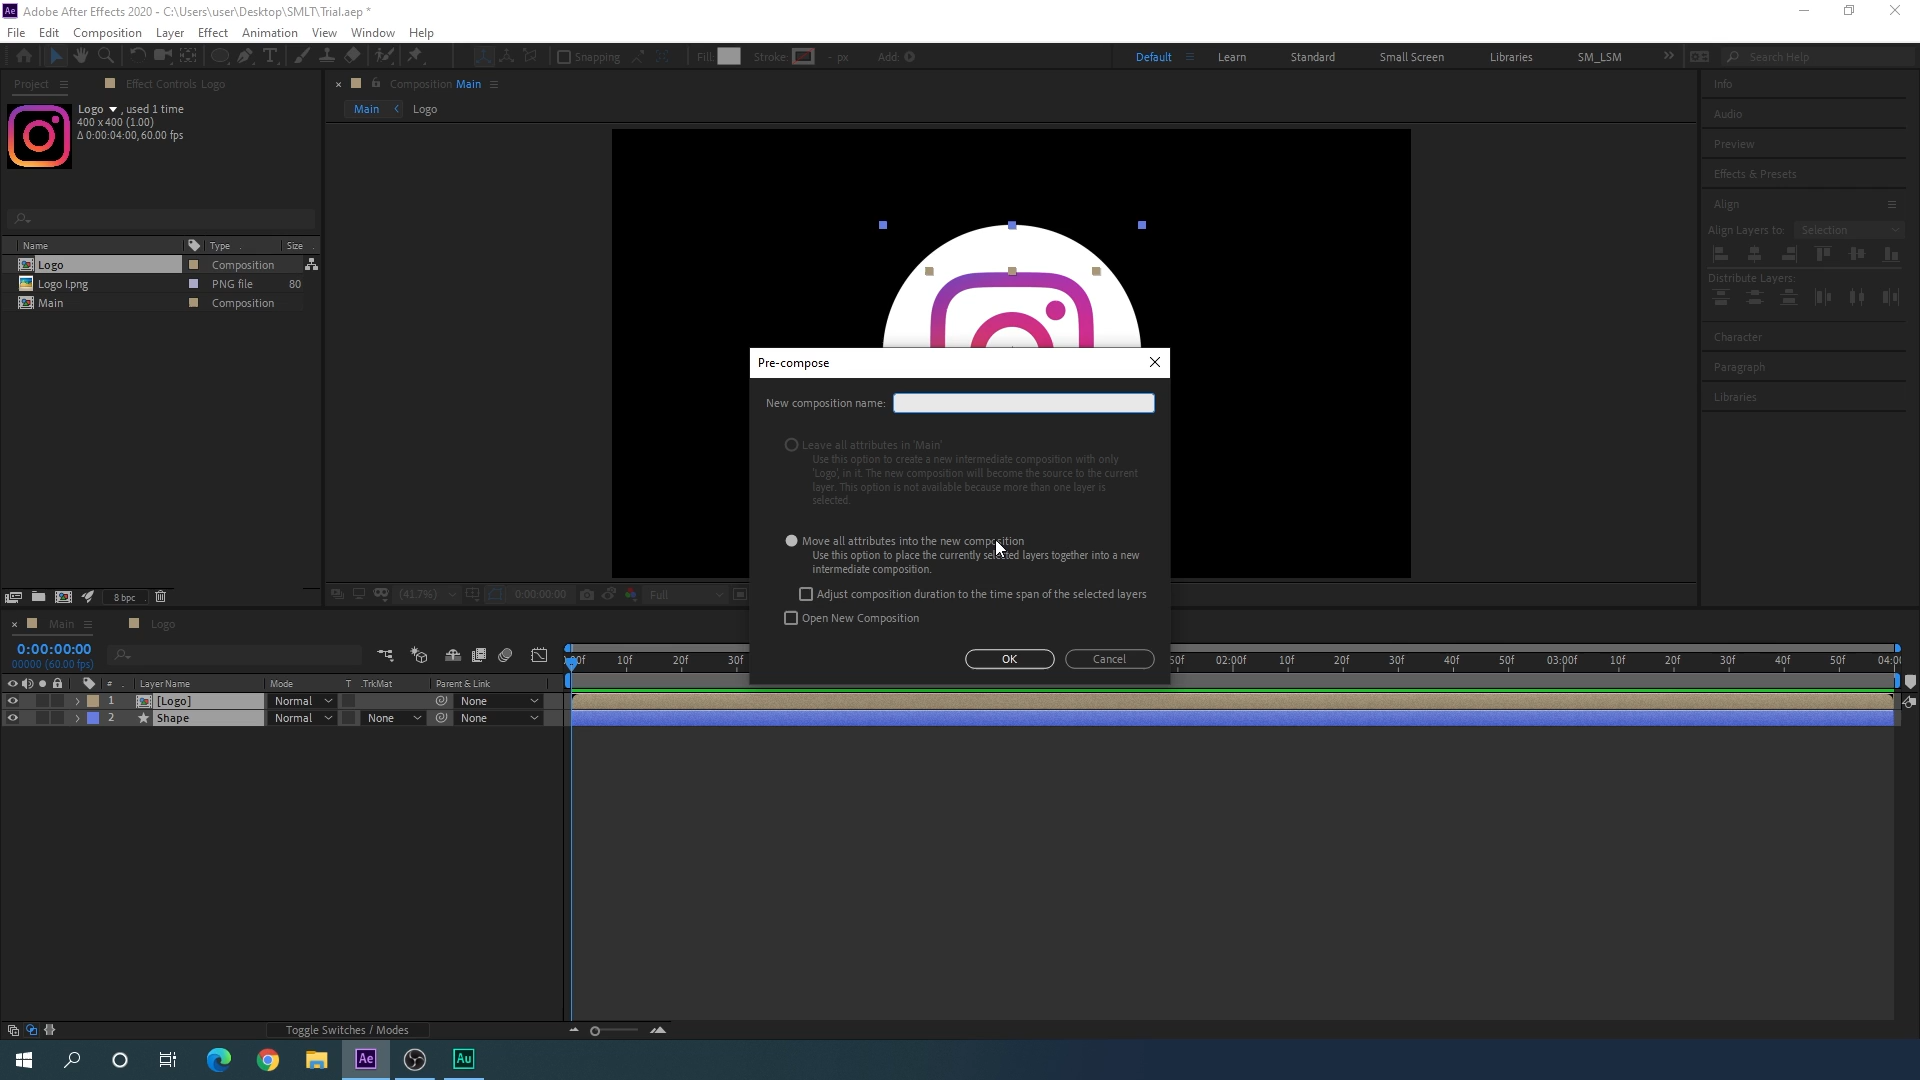 Ae Adobe After Effects 2020 - C:\Users\user\Desktop\SMLT\Trial.aep *
File Edit Composition Layer Effect Animation View Window Help
Snapping Fill: Stroke: - px Add: Default Learn Standard Small Screen Libraries SM_LSM Search Help
Project Effect Controls Logo
Composition Main
Info
Logo , used 1 time
400 x 400 (1.00)
Δ 0:00:04:00, 60.00 fps
Main Logo
Audio
Preview
Effects & Presets
Align
Align Layers to: Selection
Distribute Layers:
Character
Paragraph
Libraries
Name Type Size
Logo Composition
Logo I.png PNG file 80
Main Composition
Pre-compose
New composition name:
Leave all attributes in 'Main'
Use this option to create a new intermediate composition with only
'Logo', in it. The new composition will become the source to the current
layer. This option is not available because more than one layer is
selected.
Move all attributes into the new composition
Use this option to place the currently selected layers together into a new
intermediate composition.
Adjust composition duration to the time span of the selected layers
Open New Composition
OK Cancel
8 bpc
(41.7%) 0:00:00:00 Full
Main Logo
0:00:00:00
00000 (60.00 fps)
:00f 10f 20f 30f 50f 02:00f 10f 20f 30f 40f 50f 03:00f 10f 20f 30f 40f 50f 04:0
# Layer Name Mode T .TrkMat Parent & Link
1 [Logo] Normal None
2 Shape Normal None None
Toggle Switches / Modes
Ae Au